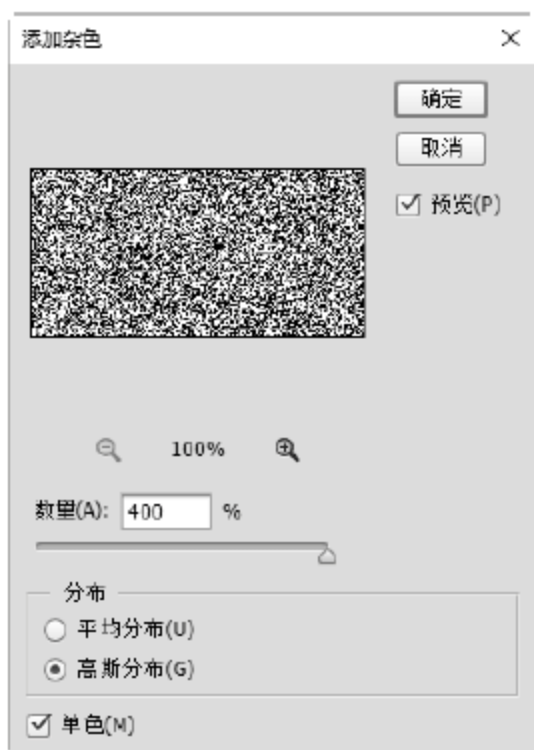 添加杂色
确定
取消
预览(P)
100%
数量(A): 400 %
分布
平均分布(U)
高斯分布(G)
单色(M)